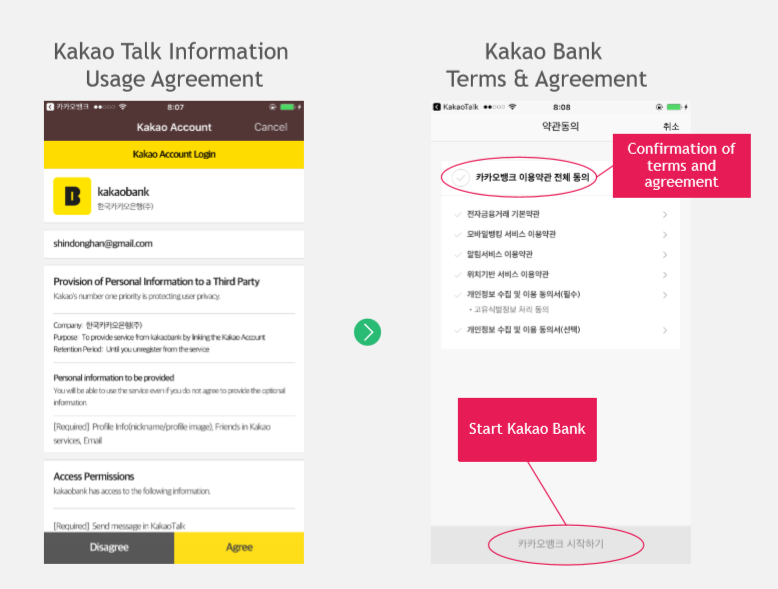 Kakao Talk Information
Usage Agreement
카카오뱅크
8:07
Kakao Account
Cancel
Kakao Account Login
B
kakaobank
한국카카오은행(주)
shindonghan@gmail.com
Provision of Personal Information to a Third Party
Kakao's number one priority is protecting user privacy.
Company: 한국카카오은행(주)
Purpose: To provide service from kakaobank by linking the Kakao Account
Retention Period: Until you unregister from the service
Personal information to be provided
You will be able to use the service even if you do not agree to provide the optional
information.
[Required] Profile Info(nickname/profile image), Friends in Kakao
services, Email
Access Permissions
kakaobank has access to the following information.
[Required] Send message in KakaoTalk
Disagree
Agree
Kakao Bank
Terms & Agreement
KakaoTalk
8:08
약관동의
취소
Confirmation of
terms and
agreement
카카오뱅크 이용약관 전체 동의
전자금융거래 기본약관
모바일뱅킹 서비스 이용약관
알림서비스 이용약관
위치기반 서비스 이용약관
개인정보 수집 및 이용 동의서(필수)
• 고유식별정보 처리 동의
개인정보 수집 및 이용 동의서(선택)
Start Kakao Bank
카카오뱅크 시작하기